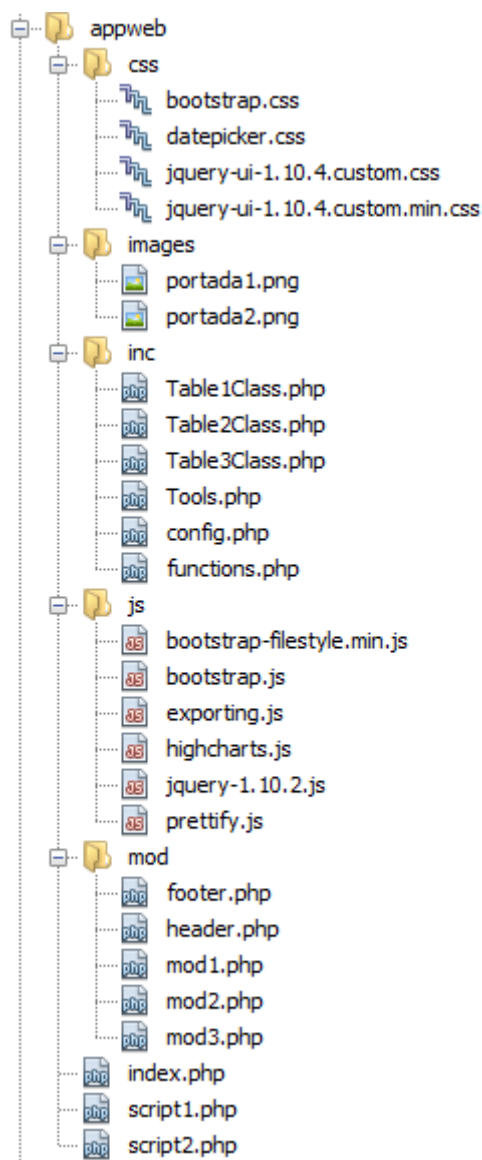 appweb
css
bootstrap.css
datepicker.css
jquery-ui-1.10.4.custom.css
jquery-ui-1.10.4.custom.min.css
images
portada1.png
portada2.png
inc
Table1Class.php
Table2Class.php
Table3Class.php
Tools.php
config.php
functions.php
js
bootstrap-filestyle.min.js
bootstrap.js
exporting.js
highcharts.js
jquery-1.10.2.js
prettify.js
mod
footer.php
header.php
mod1.php
mod2.php
mod3.php
index.php
script1.php
script2.php